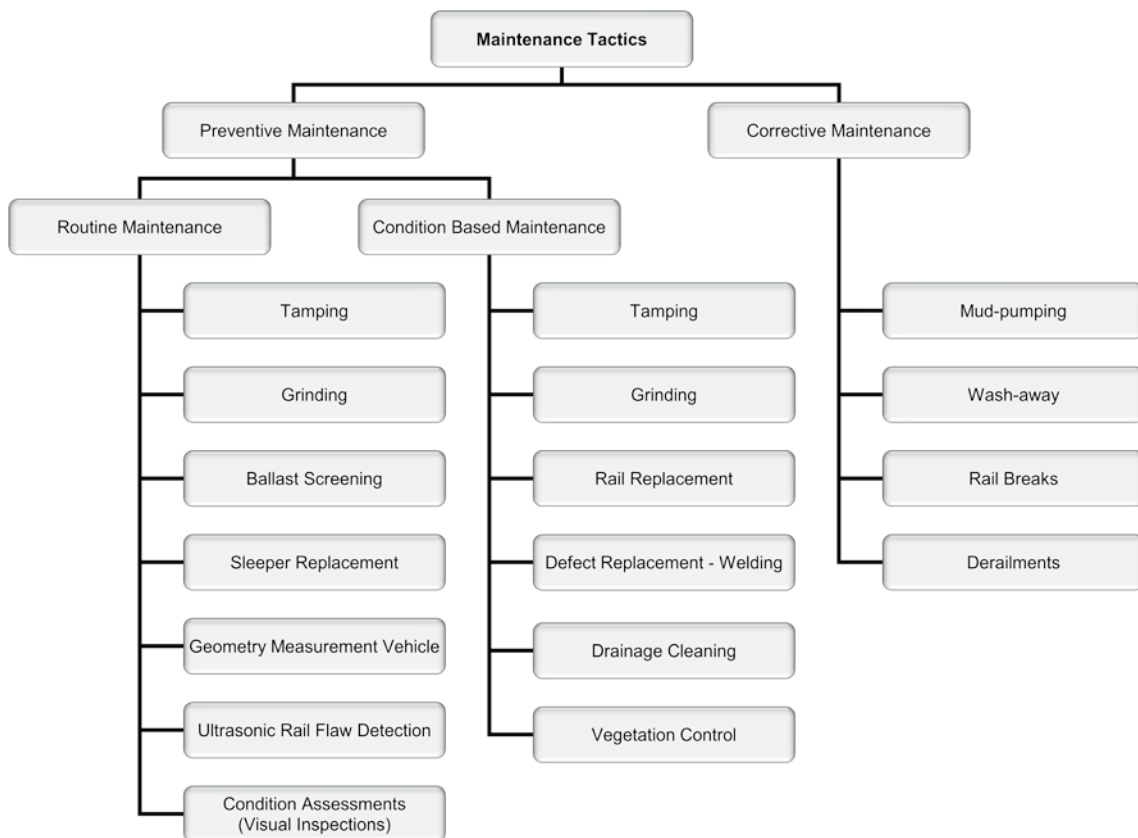 Maintenance Tactics
Preventive Maintenance
Corrective Maintenance
Routine Maintenance
Condition Based Maintenance
Tamping
Grinding
Ballast Screening
Sleeper Replacement
Geometry Measurement Vehicle
Ultrasonic Rail Flaw Detection
Condition Assessments
(Visual Inspections)
Tamping
Grinding
Rail Replacement
Defect Replacement - Welding
Drainage Cleaning
Vegetation Control
Mud-pumping
Wash-away
Rail Breaks
Derailments